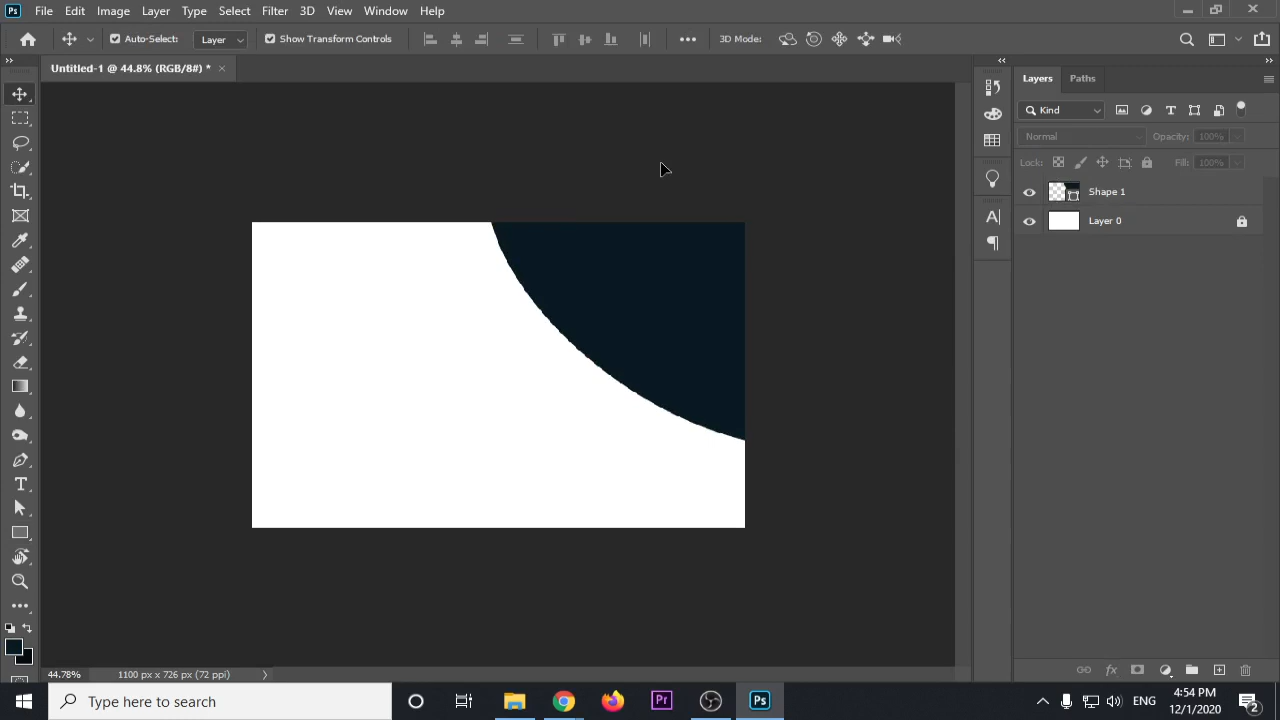 Ps File Edit Image Layer Type Select Filter 3D View Window Help
Auto-Select: Layer Show Transform Controls 3D Mode:
Untitled-1 @ 44.8% (RGB/8#) *
Layers Paths
Kind
Normal Opacity: 100%
Lock: Fill: 100%
Shape 1
Layer 0
44.78% 1100 px x 726 px (72 ppi)
Type here to search
Pr
Ps
ENG
4:54 PM
12/1/2020
2